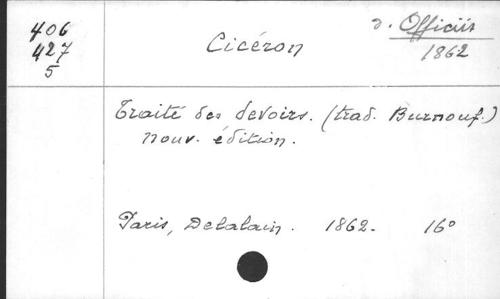 406
427
5
Cicéron
d. Officiis
1862
Traité des devoirs. (trad. Burnouf.)
nouv. édition.
Paris, Delalain. 1862. 16°